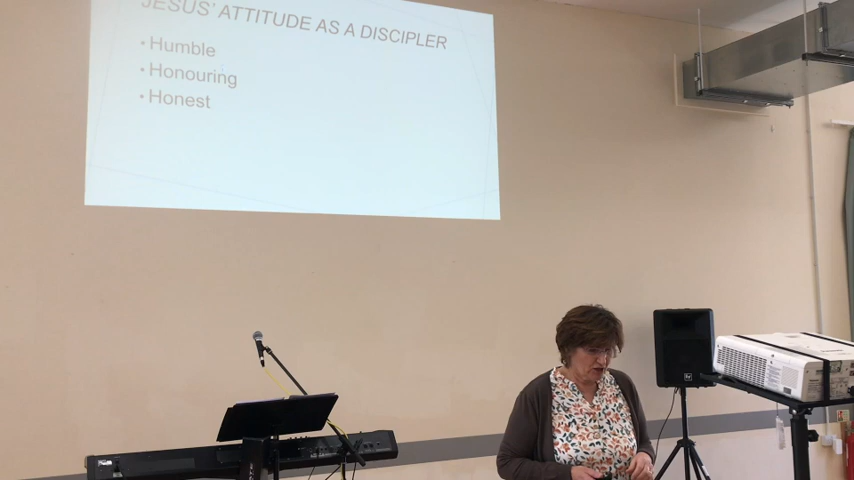 JESUS' ATTITUDE AS A DISCIPLER
• Humble
• Honouring
• Honest